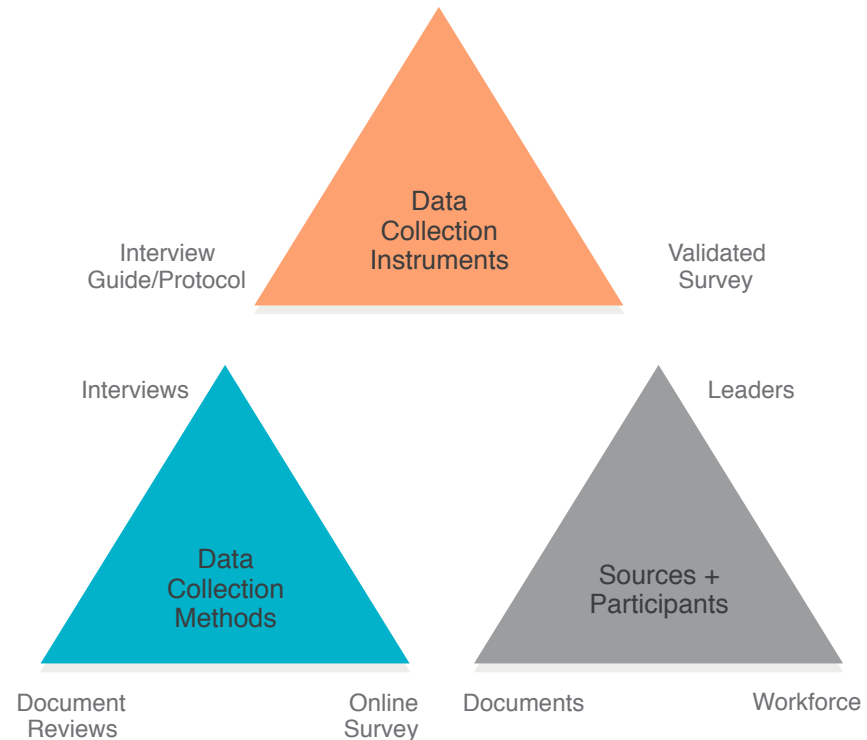 Data
Collection
Instruments
Interview
Guide/Protocol
Validated
Survey
Interviews
Data
Collection
Methods
Document
Reviews
Online
Survey
Leaders
Sources +
Participants
Documents
Workforce